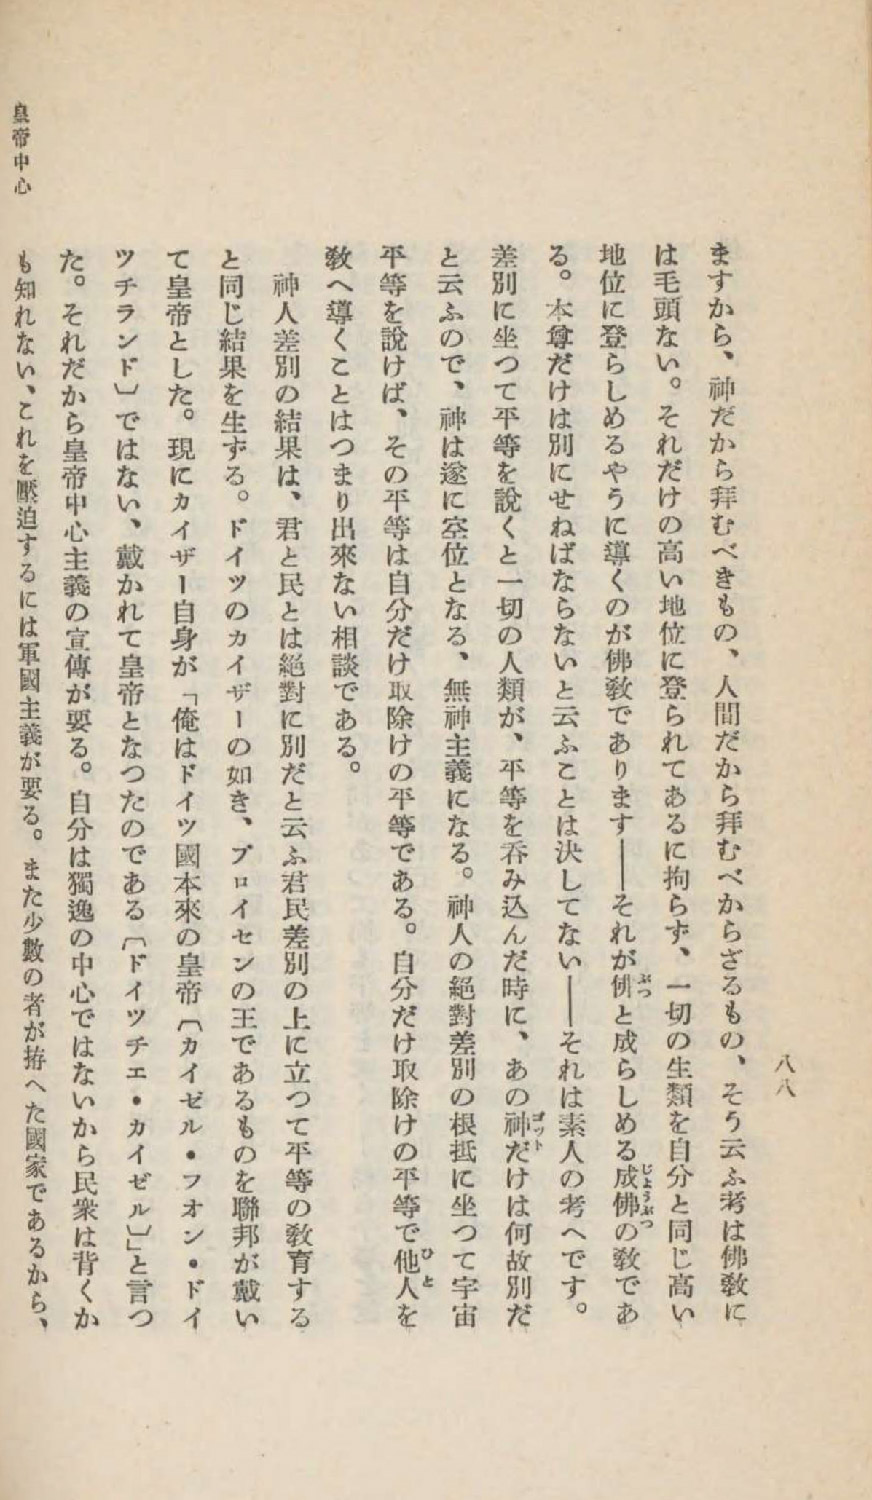 八八
ますから、神だから拜むべきもの、人間だから拜むべからざるもの、そう云ふ考は佛敎に
は毛頭ない。それだけの高い地位に登られてあるに拘らず、一切の生類を自分と同じ高い
地位に登らしめるやうに導くのが佛敎であります――それが佛と成らしめる成佛の敎であ
る。本尊だけは別にせねばならないと云ふことは決してない――それは素人の考へです。
差別に坐つて平等を說くと一切の人類が、平等を呑み込んだ時に、あの神だけは何故別だ
と云ふので、神は遂に空位となる、無神主義になる。神人の絕對差別の根抵に坐つて宇宙
平等を說けば、その平等は自分だけ取除けの平等である。自分だけ取除けの平等で他人を
敎へ導くことはつまり出來ない相談である。
神人差別の結果は、君と民とは絕對に別だと云ふ君民差別の上に立つて平等の敎育する
と同じ結果を生ずる。ドイツのカイザーの如き、プロイセンの王であるものを聯邦が戴い
て皇帝とした。現にカイザー自身が「俺はドイツ國本來の皇帝〔カイゼル・フオン・ドイ
ツチランド〕ではない、戴かれて皇帝となつたのである〔ドイツチエ・カイゼル〕」と言つ
た。それだから皇帝中心主義の宣傳が要る。自分は獨逸の中心ではないから民衆は背くか
も知れない、これを壓迫するには軍國主義が要る。また少數の者が拵へた國家であるから、
皇帝中心